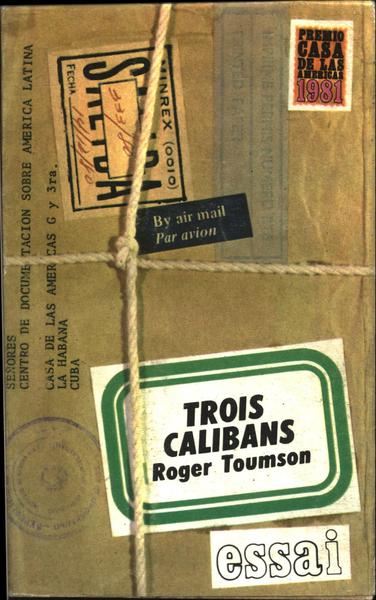 PREMIO
CASA
DE LAS
AMERICAS
1981
MINREX (0010)
SALIDA
FECHA
By air mail
Par avion
SEÑORES
CENTRO DE DOCUMENTACION SOBRE AMERICA LATINA
CASA DE LAS AMERICAS G y 3ra.
LA HABANA
CUBA
TROIS
CALIBANS
Roger Toumson
essai